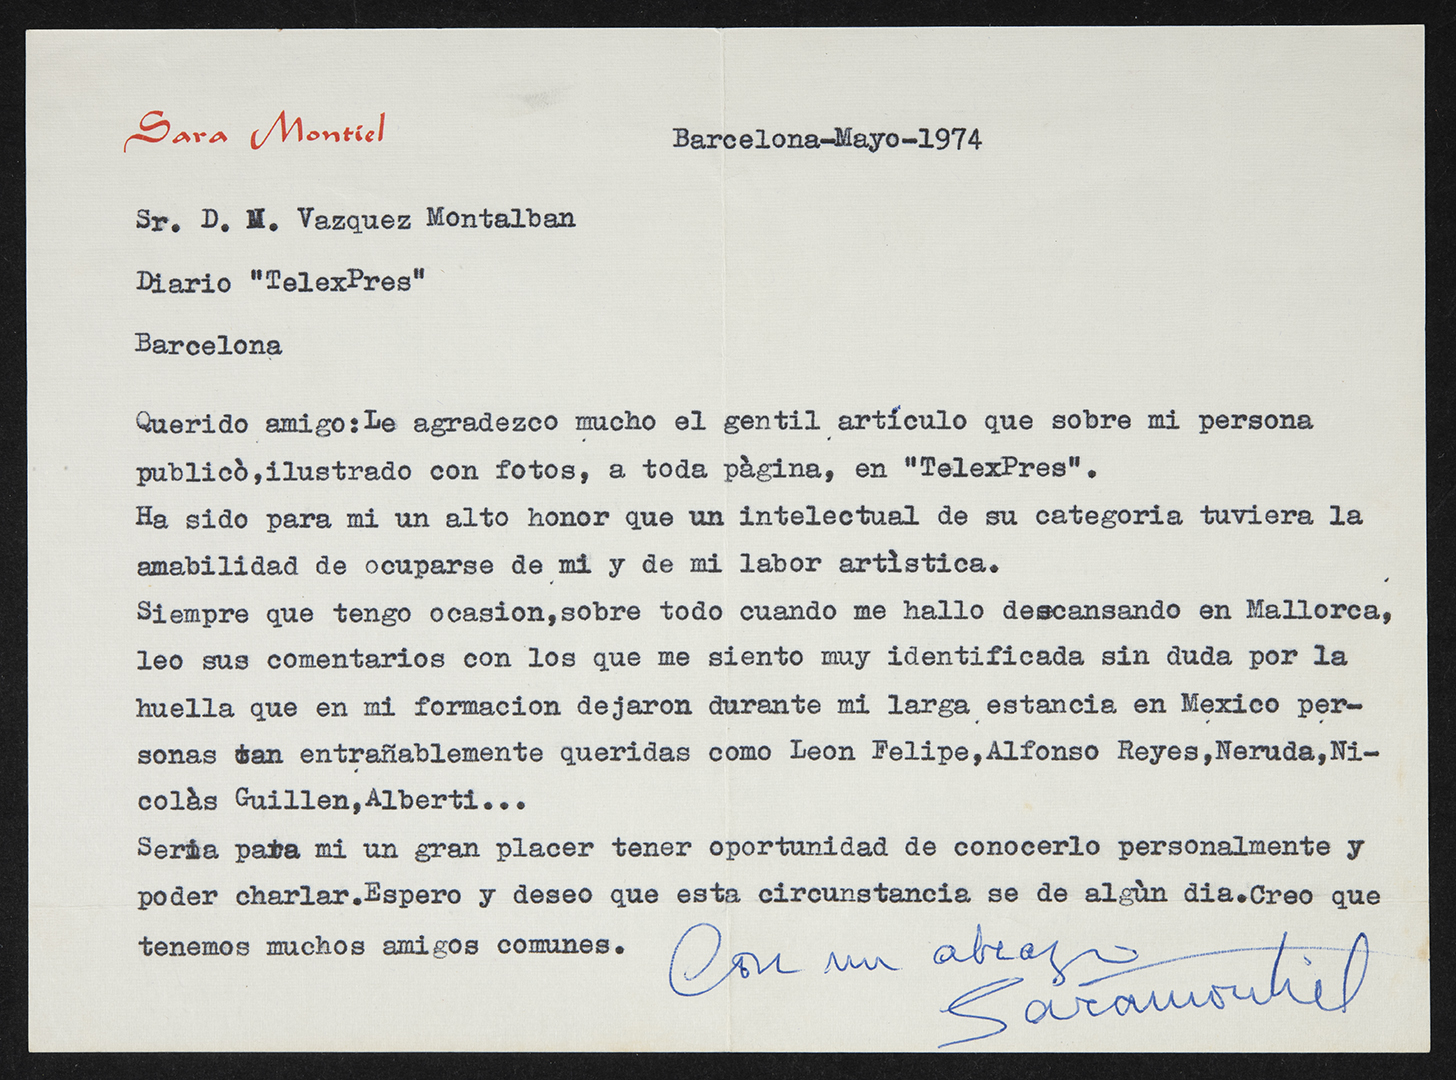 Sara Montiel
Barcelona-Mayo-1974
Sr. D. M. Vazquez Montalban
Diario "TelexPres"
Barcelona
Querido amigo:Le agradezco mucho el gentil artículo que sobre mi persona
publicò,ilustrado con fotos, a toda pàgina, en "TelexPres".
Ha sido para mi un alto honor que un intelectual de su categoria tuviera la
amabilidad de ocuparse de mi y de mi labor artìstica.
Siempre que tengo ocasion,sobre todo cuando me hallo descansando en Mallorca,
leo sus comentarios con los que me siento muy identificada sin duda por la
huella que en mi formacion dejaron durante mi larga estancia en Mexico per-
sonas tan entrañablemente queridas como Leon Felipe,Alfonso Reyes,Neruda,Ni-
colàs Guillen,Alberti...
Seria para mi un gran placer tener oportunidad de conocerlo personalmente y
poder charlar.Espero y deseo que esta circunstancia se de algùn dia.Creo que
tenemos muchos amigos comunes.
Con un abrazo
Saramontiel